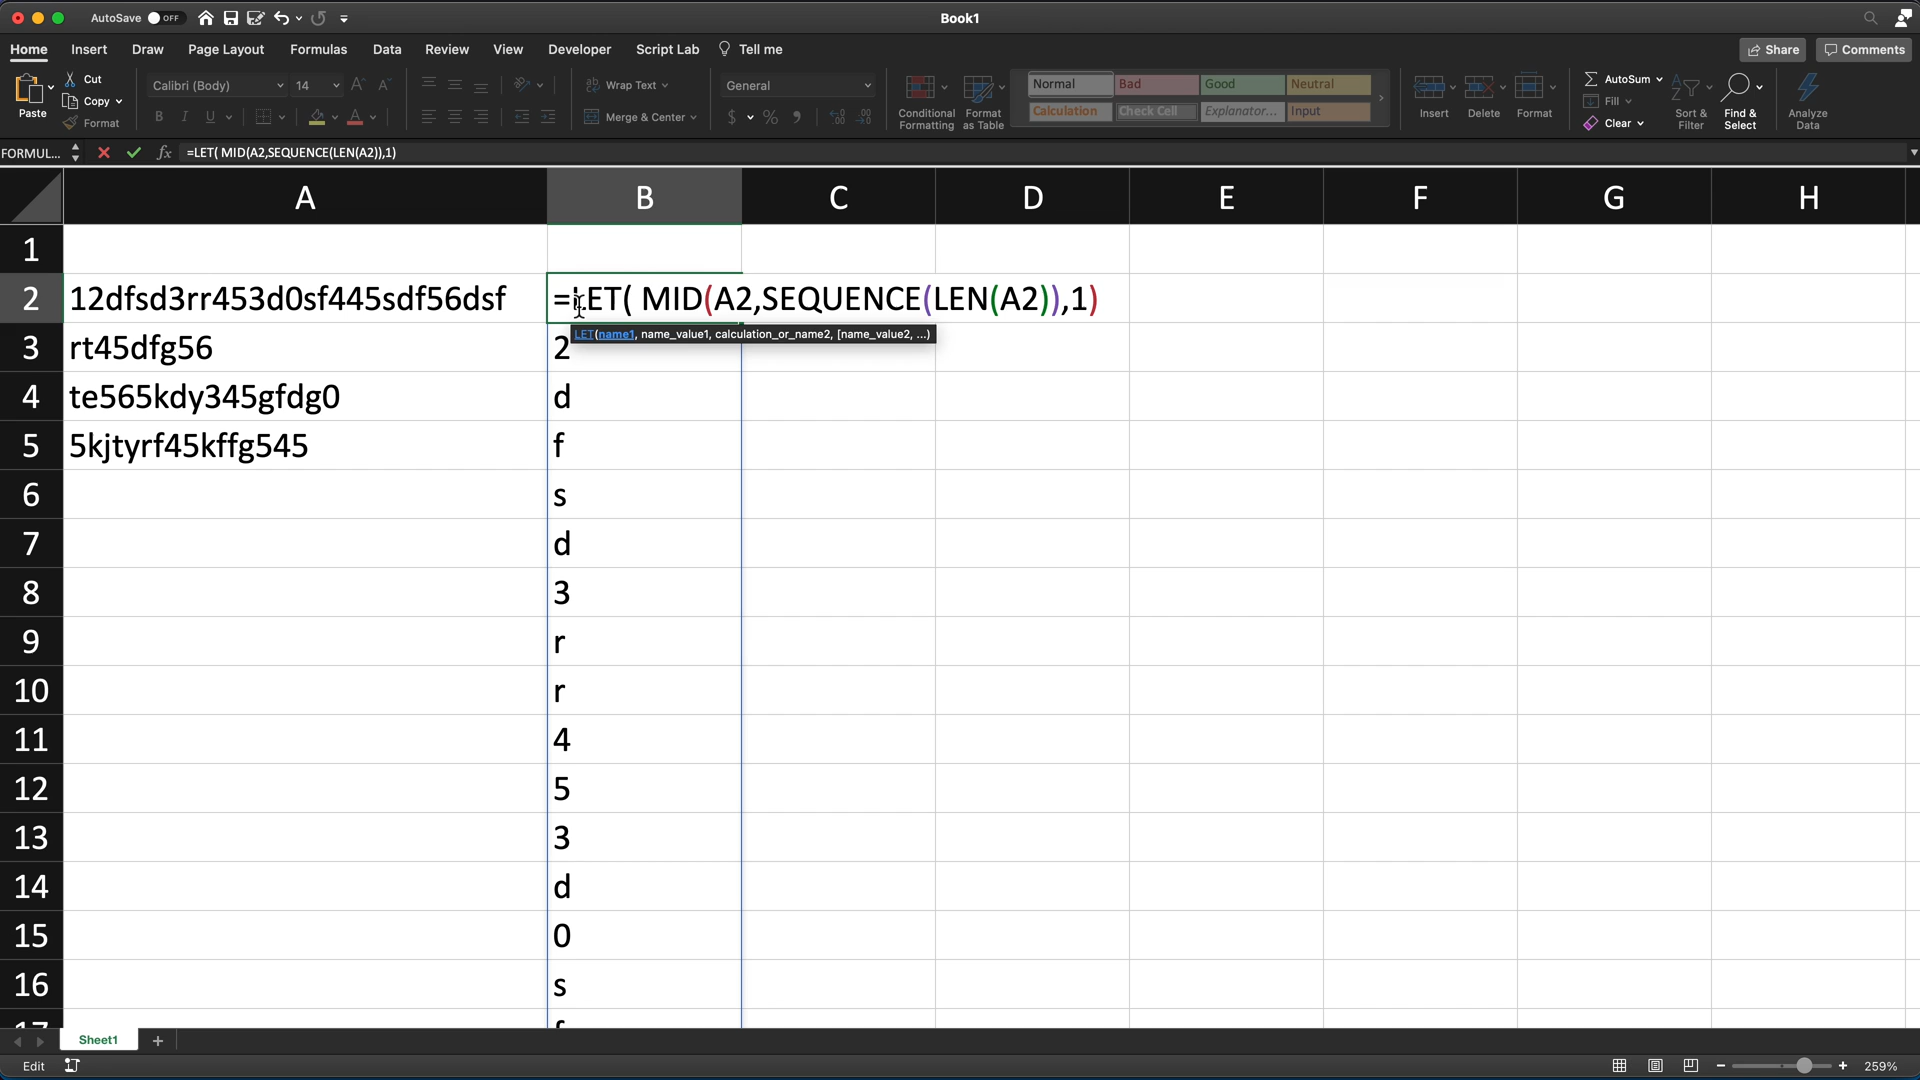 AutoSave OFF Book1
Home Insert Draw Page Layout Formulas Data Review View Developer Script Lab Tell me Share Comments
Paste Cut Copy Format
Calibri (Body) 14
B I U A
Wrap Text
Merge & Center
General
$ % 9
Conditional Formatting Format as Table
Normal Bad Good Neutral
Calculation Check Cell Explanator... Input
Insert Delete Format
AutoSum
Fill
Clear
Sort & Filter Find & Select Analyze Data
FORMUL... fx =LET( MID(A2,SEQUENCE(LEN(A2)),1)
A B C D E F G H
1
2 12dfsd3rr453d0sf445sdf56dsf =LET( MID(A2,SEQUENCE(LEN(A2)),1)
LET(name1, name_value1, calculation_or_name2, [name_value2, ...)
3 rt45dfg56 2
4 te565kdy345gfdg0 d
5 5kjtyrf45kffg545 f
6 s
7 d
8 3
9 r
10 r
11 4
12 5
13 3
14 d
15 0
16 s
17 f
Sheet1 +
Edit 259%